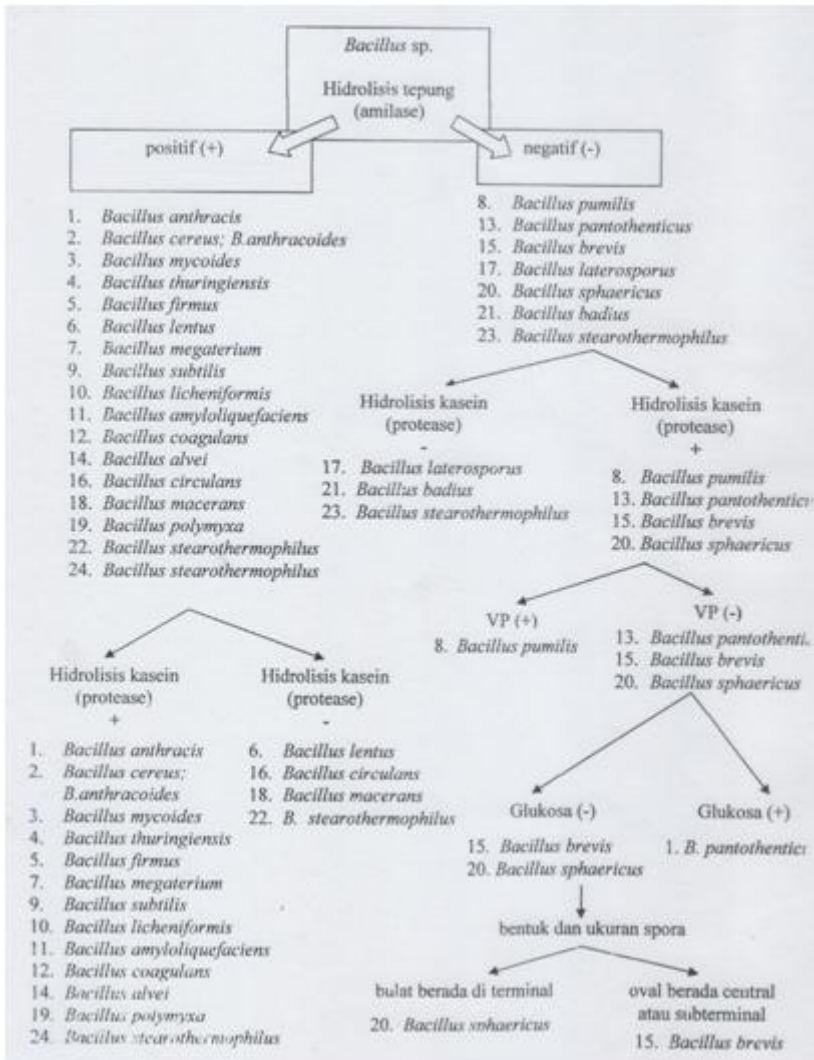 Bacillus sp.
Hidrolisis tepung
(amilase)
positif (+)
negatif (-)
1. Bacillus anthracis
2. Bacillus cereus; B.anthracoides
3. Bacillus mycoides
4. Bacillus thuringiensis
5. Bacillus firmus
6. Bacillus lentus
7. Bacillus megaterium
9. Bacillus subtilis
10. Bacillus licheniformis
11. Bacillus amyloliquefaciens
12. Bacillus coagulans
14. Bacillus alvei
16. Bacillus circulans
18. Bacillus macerans
19. Bacillus polymyxa
22. Bacillus stearothermophilus
24. Bacillus stearothermophilus
8. Bacillus pumilis
13. Bacillus pantothenticus
15. Bacillus brevis
17. Bacillus laterosporus
20. Bacillus sphaericus
21. Bacillus badius
23. Bacillus stearothermophilus
Hidrolisis kasein
(protease)
-
17. Bacillus laterosporus
21. Bacillus badius
23. Bacillus stearothermophilus
Hidrolisis kasein
(protease)
+
8. Bacillus pumilis
13. Bacillus pantothenticu
15. Bacillus brevis
20. Bacillus sphaericus
VP (+)
8. Bacillus pumilis
VP (-)
13. Bacillus pantothenti
15. Bacillus brevis
20. Bacillus sphaericus
Hidrolisis kasein
(protease)
+
1. Bacillus anthracis
2. Bacillus cereus;
B.anthracoides
3. Bacillus mycoides
4. Bacillus thuringiensis
5. Bacillus firmus
7. Bacillus megaterium
9. Bacillus subtilis
10. Bacillus licheniformis
11. Bacillus amyloliquefaciens
12. Bacillus coagulans
14. Bacillus alvei
19. Bacillus polymyxa
24. Bacillus stearothermophilus
Hidrolisis kasein
(protease)
-
6. Bacillus lentus
16. Bacillus circulans
18. Bacillus macerans
22. B. stearothermophilus
Glukosa (-)
15. Bacillus brevis
20. Bacillus sphaericus
Glukosa (+)
1. B. pantothentic
bentuk dan ukuran spora
bulat berada di terminal
20. Bacillus sphaericus
oval berada central
atau subterminal
15. Bacillus brevis